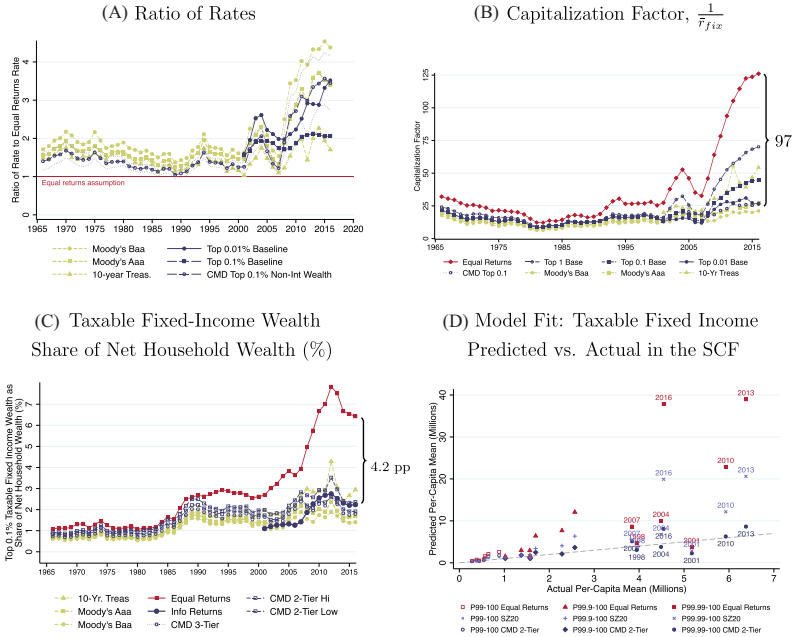 (A) Ratio of Rates
Ratio of Rate to Equal Returns Rate
4
3
2
1
0
Equal returns assumption
1965 1970 1975 1980 1985 1990 1995 2000 2005 2010 2015 2020
Moody's Baa
Moody's Aaa
10-year Treas.
Top 0.01% Baseline
Top 0.1% Baseline
CMD Top 0.1% Non-Int Wealth
(B) Capitalization Factor, 1/r̄fix
Capitalization Factor
125
100
75
50
25
0
97
1965 1975 1985 1995 2005 2015
Equal Returns Top 1 Base Top 0.1 Base Top 0.01 Base
CMD Top 0.1 Moody's Baa Moody's Aaa 10-Yr Treas
(C) Taxable Fixed-Income Wealth
Share of Net Household Wealth (%)
Top 0.1% Taxable Fixed Income Wealth as
Share of Net Household Wealth (%)
7
6
5
4
3
2
1
0
4.2 pp
1965 1970 1975 1980 1985 1990 1995 2000 2005 2010 2015
10-Yr. Treas
Moody's Aaa
Moody's Baa
Equal Returns
Info Returns
CMD 3-Tier
CMD 2-Tier Hi
CMD 2-Tier Low
(D) Model Fit: Taxable Fixed Income
Predicted vs. Actual in the SCF
Predicted Per-Capita Mean (Millions)
40
30
20
10
0
2016
2013
2010
2016
2013
2010
2007
2004
2001
2016
2004
2013
2010
1998
2001
0 1 2 3 4 5 6 7
Actual Per-Capita Mean (Millions)
P99-100 Equal Returns P99.9-100 Equal Returns P99.99-100 Equal Returns
P99-100 SZ20 P99.9-100 SZ20 P99.99-100 SZ20
P99-100 CMD 2-Tier P99.9-100 CMD 2-Tier P99.99-100 CMD 2-Tier